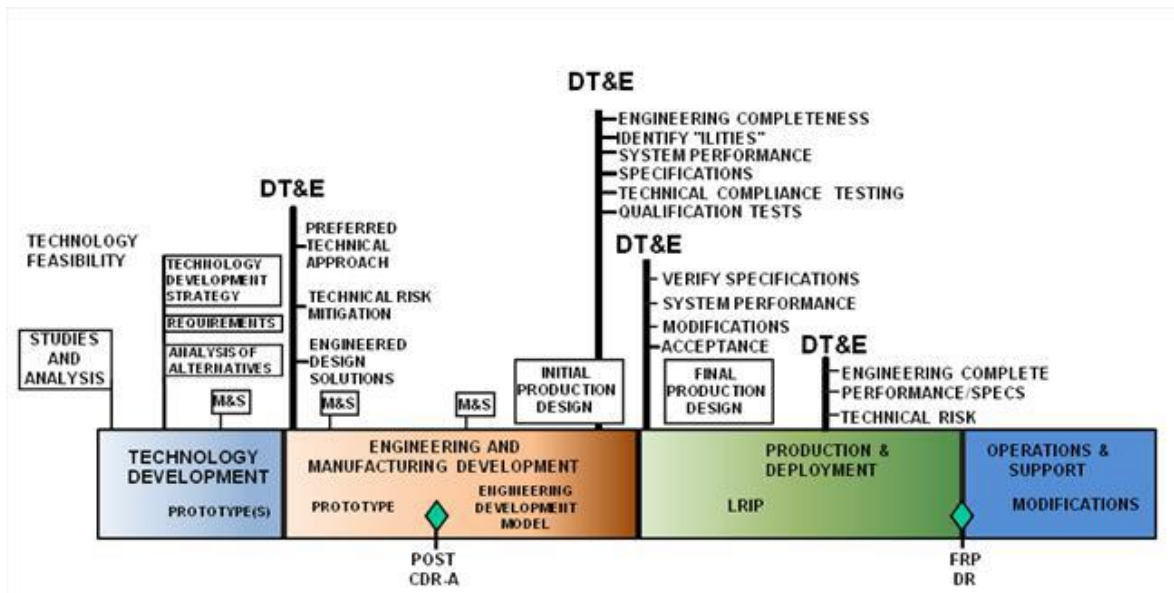 DT&E
ENGINEERING COMPLETENESS
IDENTIFY "ILITIES"
SYSTEM PERFORMANCE
SPECIFICATIONS
TECHNICAL COMPLIANCE TESTING
QUALIFICATION TESTS
DT&E
PREFERRED
TECHNICAL
APPROACH
TECHNICAL RISK
MITIGATION
ENGINEERED
DESIGN
SOLUTIONS
TECHNOLOGY
FEASIBILITY
TECHNOLOGY
DEVELOPMENT
STRATEGY
REQUIREMENTS
ANALYSIS OF
ALTERNATIVES
STUDIES
AND
ANALYSIS
M&S
M&S
M&S
INITIAL
PRODUCTION
DESIGN
DT&E
VERIFY SPECIFICATIONS
SYSTEM PERFORMANCE
MODIFICATIONS
ACCEPTANCE
FINAL
PRODUCTION
DESIGN
DT&E
ENGINEERING COMPLETE
PERFORMANCE/SPECS
TECHNICAL RISK
TECHNOLOGY
DEVELOPMENT
PROTOTYPE(S)
ENGINEERING AND
MANUFACTURING DEVELOPMENT
PROTOTYPE
ENGINEERING
DEVELOPMENT
MODEL
PRODUCTION &
DEPLOYMENT
LRIP
OPERATIONS &
SUPPORT
MODIFICATIONS
POST
CDR-A
FRP
DR